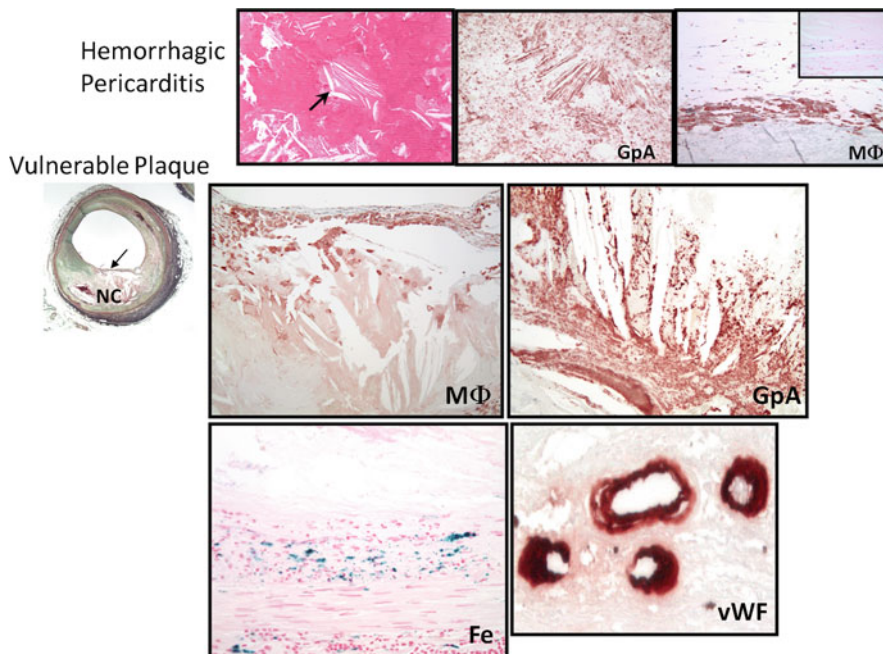 Hemorrhagic
Pericarditis
GpA
MΦ
Vulnerable Plaque
NC
MΦ
GpA
Fe
vWF